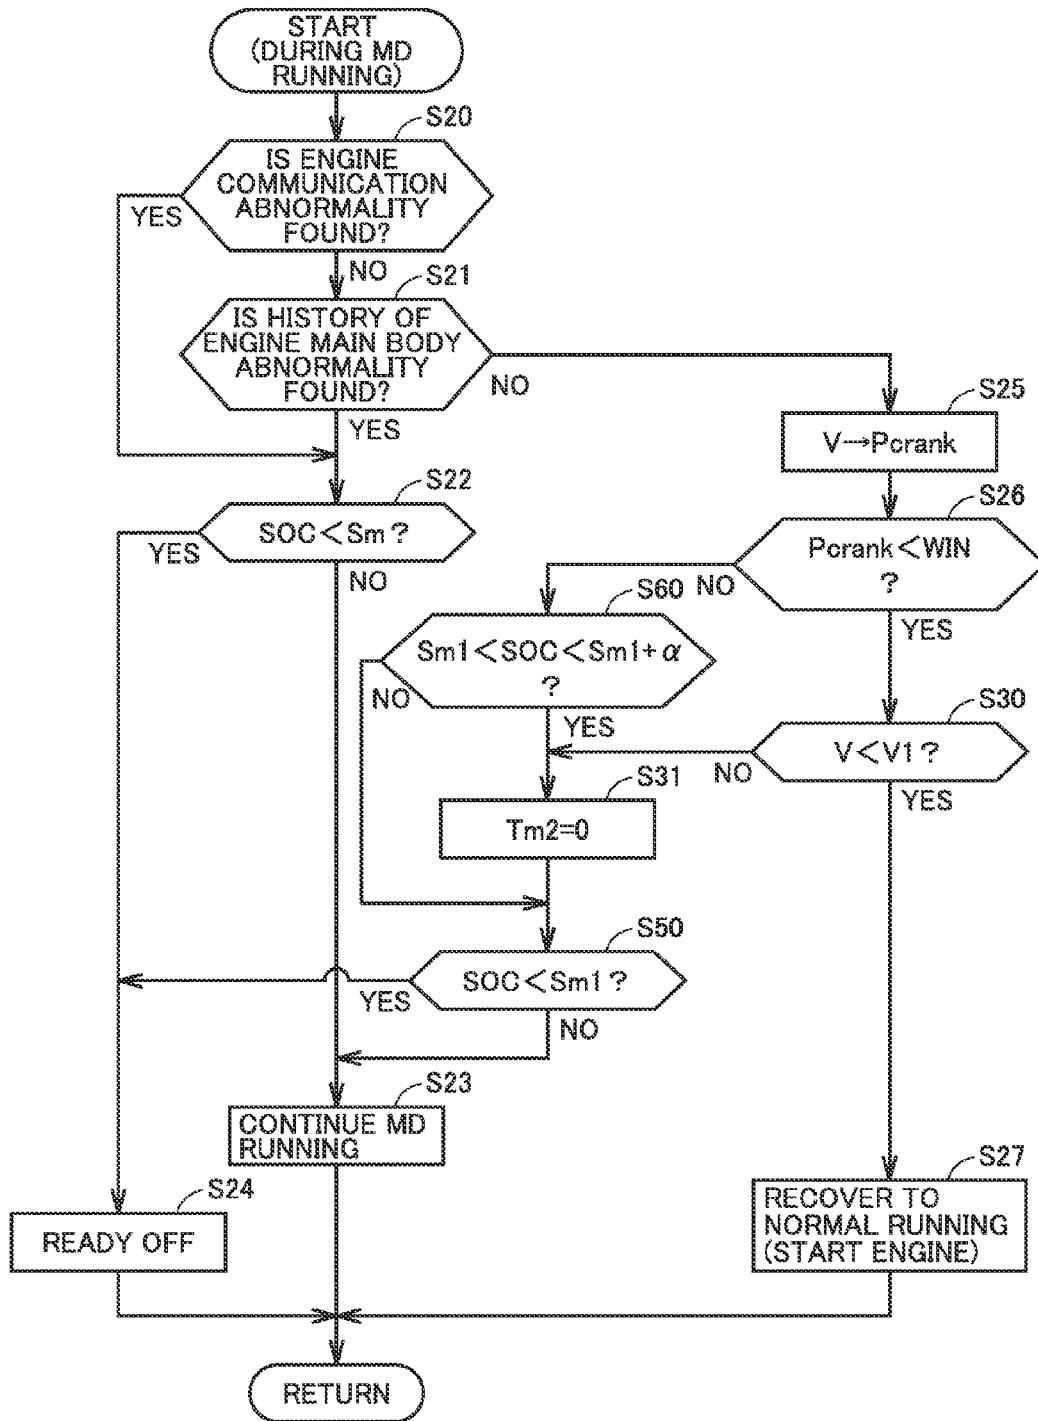 START
(DURING MD
RUNNING)
S20
IS ENGINE
COMMUNICATION
ABNORMALITY
FOUND?
YES
NO
S21
IS HISTORY OF
ENGINE MAIN BODY
ABNORMALITY
FOUND?
NO
YES
S25
V→Pcrank
S22
SOC<Sm?
YES
NO
S26
Pcrank<WIN
?
NO
YES
S60
Sm1<SOC<Sm1+α
?
NO
YES
S30
V<V1?
NO
YES
S31
Tm2=0
S50
SOC<Sm1?
YES
NO
S23
CONTINUE MD
RUNNING
S24
READY OFF
S27
RECOVER TO
NORMAL RUNNING
(START ENGINE)
RETURN